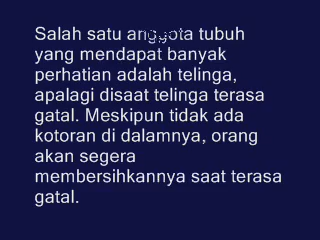 Salah satu anggota tubuh
yang mendapat banyak
perhatian adalah telinga,
apalagi disaat telinga terasa
gatal. Meskipun tidak ada
kotoran di dalamnya, orang
akan segera
membersihkannya saat terasa
gatal.